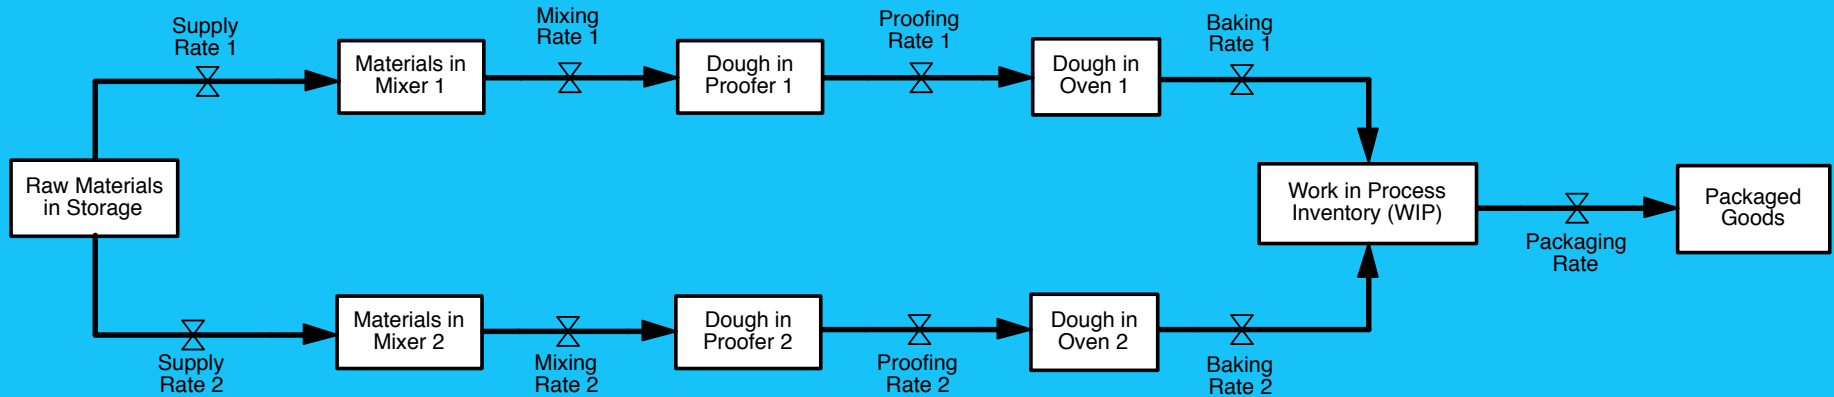 Supply
Rate 1
Mixing
Rate 1
Proofing
Rate 1
Baking
Rate 1
Materials in
Mixer 1
Dough in
Proofer 1
Dough in
Oven 1
Raw Materials
in Storage
Work in Process
Inventory (WIP)
Packaged
Goods
Packaging
Rate
Materials in
Mixer 2
Dough in
Proofer 2
Dough in
Oven 2
Supply
Rate 2
Mixing
Rate 2
Proofing
Rate 2
Baking
Rate 2